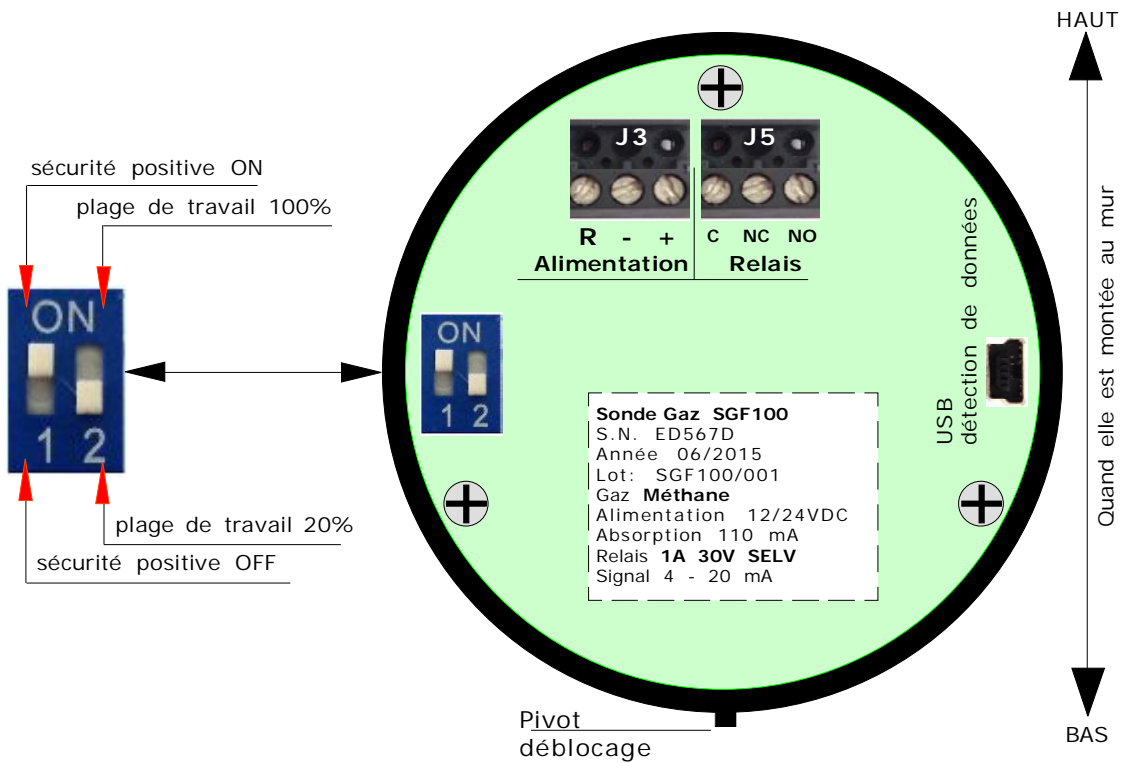 HAUT
sécurité positive ON
plage de travail 100%
ON
1 2
plage de travail 20%
sécurité positive OFF
J3 J5
R - + C NC NO
Alimentation Relais
ON
1 2
Sonde Gaz SGF100
S.N. ED567D
Année 06/2015
Lot: SGF100/001
Gaz Méthane
Alimentation 12/24VDC
Absorption 110 mA
Relais 1A 30V SELV
Signal 4 - 20 mA
USB
détection de données
Quand elle est montée au mur
Pivot
déblocage
BAS